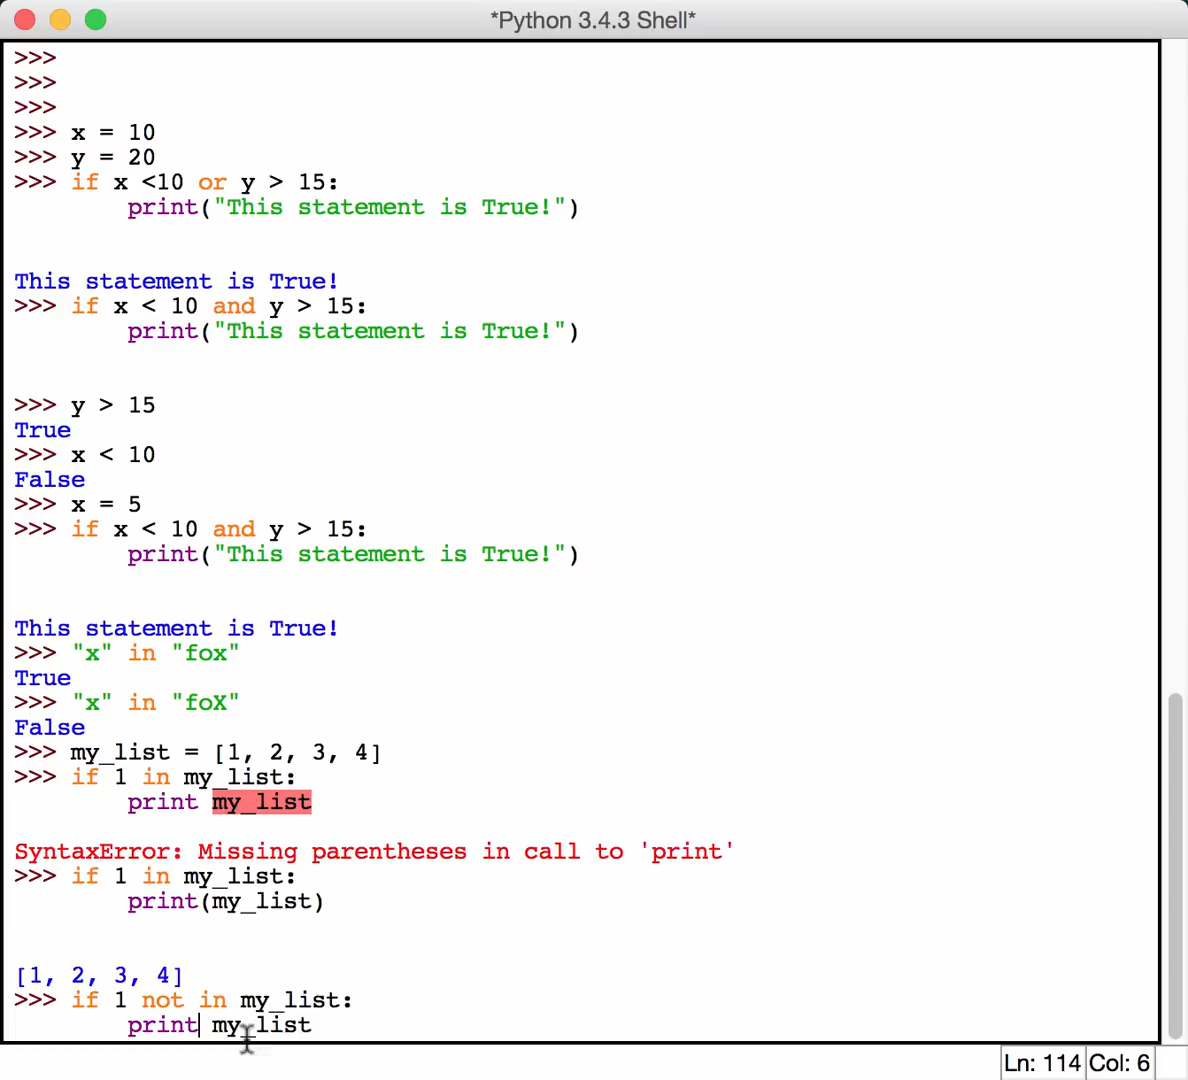 *Python 3.4.3 Shell*
>>>
>>>
>>>
>>> x = 10
>>> y = 20
>>> if x <10 or y > 15:
print("This statement is True!")
This statement is True!
>>> if x < 10 and y > 15:
print("This statement is True!")
>>> y > 15
True
>>> x < 10
False
>>> x = 5
>>> if x < 10 and y > 15:
print("This statement is True!")
This statement is True!
>>> "x" in "fox"
True
>>> "x" in "foX"
False
>>> my_list = [1, 2, 3, 4]
>>> if 1 in my_list:
print my_list
SyntaxError: Missing parentheses in call to 'print'
>>> if 1 in my_list:
print(my_list)
[1, 2, 3, 4]
>>> if 1 not in my_list:
print my_list
Ln: 114 Col: 6